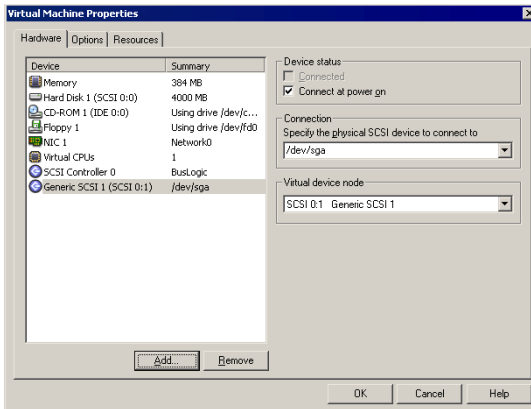 Virtual Machine Properties
Hardware Options Resources
Device Summary
Memory 384 MB
Hard Disk 1 (SCSI 0:0) 4000 MB
CD-ROM 1 (IDE 0:0) Using drive /dev/c...
Floppy 1 Using drive /dev/fd0
NIC 1 Network0
Virtual CPUs 1
SCSI Controller 0 BusLogic
Generic SCSI 1 (SCSI 0:1) /dev/sga
Add... Remove
Device status
Connected
Connect at power on
Connection
Specify the physical SCSI device to connect to
/dev/sga
Virtual device node
SCSI 0:1 Generic SCSI 1
OK Cancel Help